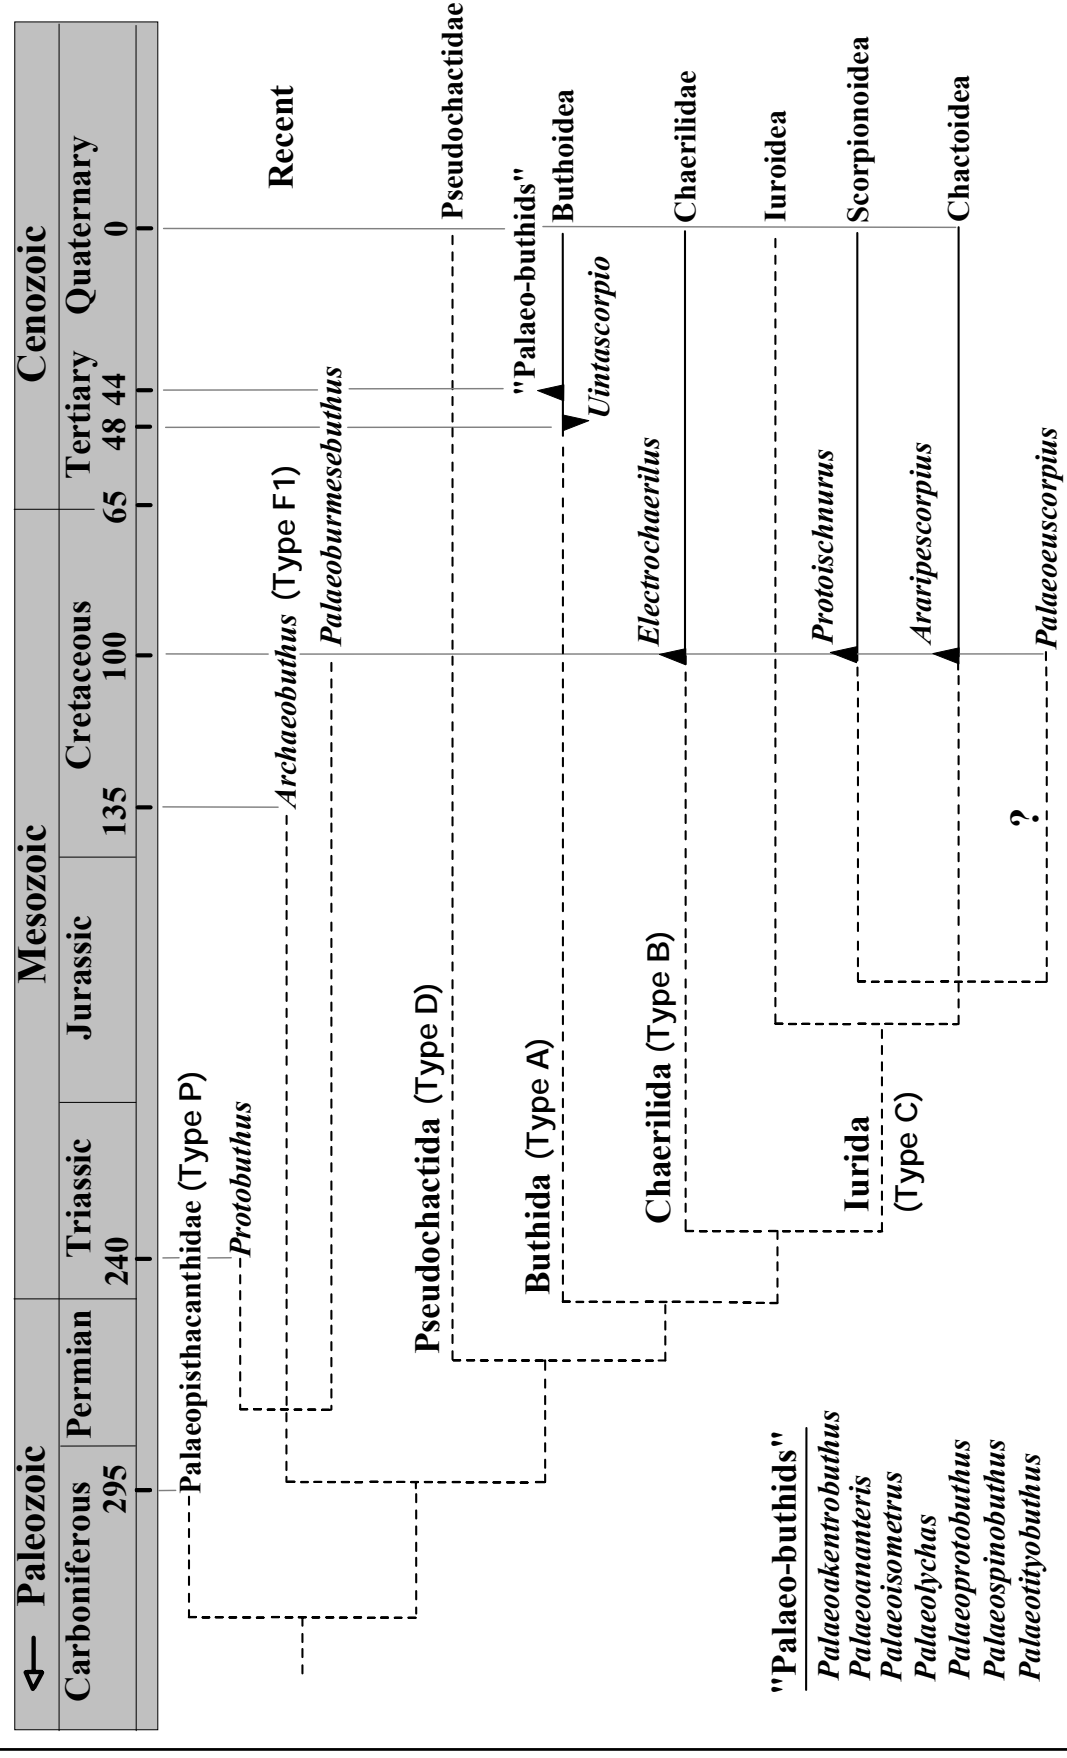 ← Paleozoic
Mesozoic
Cenozoic
Carboniferous
Permian
Triassic
Jurassic
Cretaceous
Tertiary
Quaternary
295
240
135
100
65
48
44
0
Palaeopisthacanthidae (Type P)
Protobuthus
Archaeobuthus (Type F1)
Palaeoburmesebuthus
Recent
Pseudochactida (Type D)
Pseudochactidae
Buthida (Type A)
"Palaeo-buthids"
Buthoidea
Uintascorpio
Chaerilida (Type B)
Electrochaerilus
Chaerilidae
Iurida
(Type C)
Iuroidea
Protoischnurus
Scorpionoidea
Araripescorpius
Chactoidea
?
Palaeoeuscorpius
"Palaeo-buthids"
Palaeoakentrobuthus
Palaeoananteris
Palaeoisometrus
Palaeolychas
Palaeoprotobuthus
Palaeospinobuthus
Palaeotityobuthus